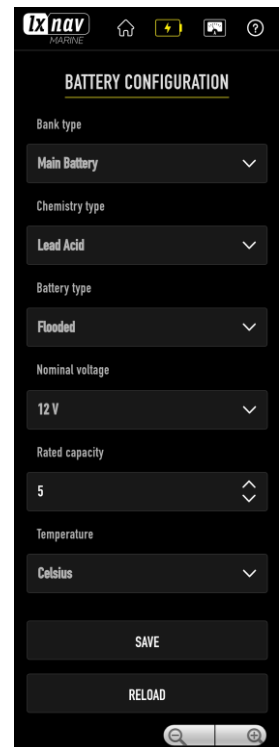 lx nav
MARINE
BATTERY CONFIGURATION
Bank type
Main Battery
Chemistry type
Lead Acid
Battery type
Flooded
Nominal voltage
12 V
Rated capacity
5
Temperature
Celsius
SAVE
RELOAD